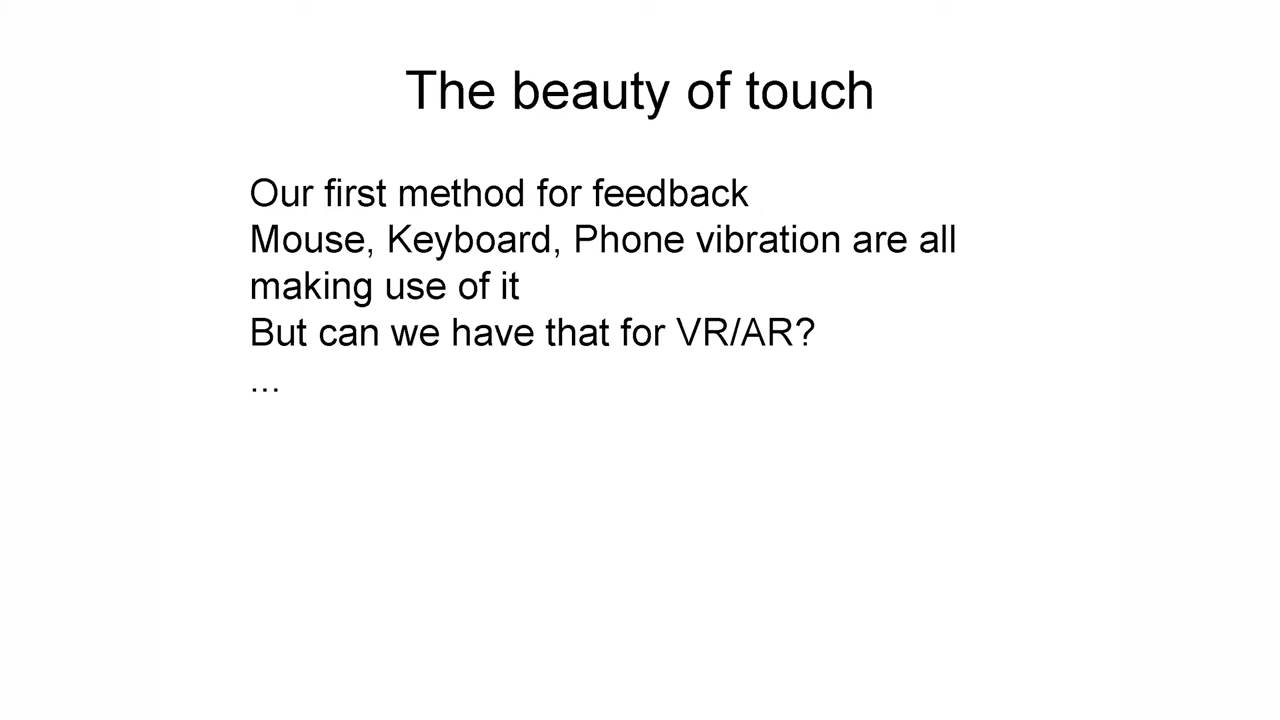 The beauty of touch
Our first method for feedback
Mouse, Keyboard, Phone vibration are all
making use of it
But can we have that for VR/AR?
...